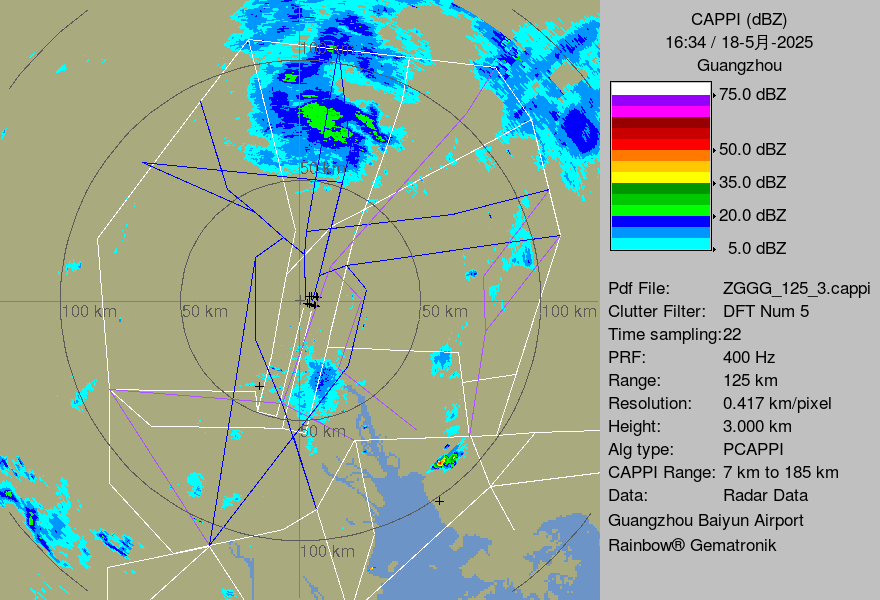 CAPPI (dBZ)
16:34 / 18-5月-2025
Guangzhou
75.0 dBZ
50.0 dBZ
35.0 dBZ
20.0 dBZ
5.0 dBZ
Pdf File: ZGGG_125_3.cappi
Clutter Filter: DFT Num 5
Time sampling:22
PRF: 400 Hz
Range: 125 km
Resolution: 0.417 km/pixel
Height: 3.000 km
Alg type: PCAPPI
CAPPI Range: 7 km to 185 km
Data: Radar Data
Guangzhou Baiyun Airport
Rainbow® Gematronik
100 km
50 km
100 km
50 km
50 km
100 km
50 km
100 km